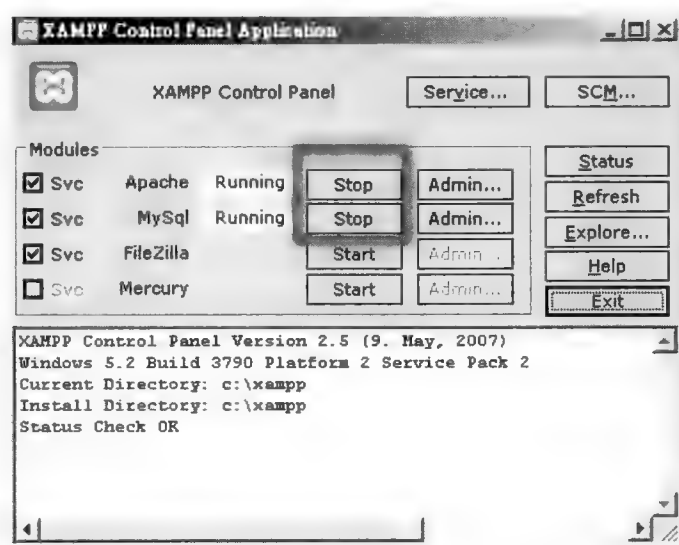 XAMPP Control Panel Application
XAMPP Control Panel Service... SCM...
Modules
Status
Svc Apache Running Stop Admin...
Refresh
Svc MySql Running Stop Admin...
Explore...
Svc FileZilla Start Admin...
Help
Svc Mercury Start Admin...
Exit
XAMPP Control Panel Version 2.5 (9. May, 2007)
Windows 5.2 Build 3790 Platform 2 Service Pack 2
Current Directory: c:\xampp
Install Directory: c:\xampp
Status Check OK